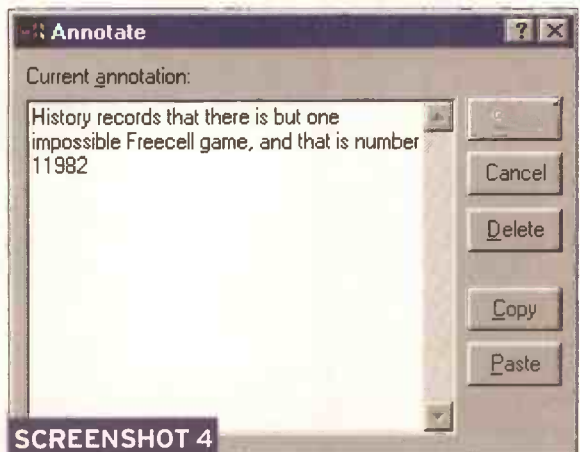 Annotate
Current annotation:
History records that there is but one
impossible Freecell game, and that is number
11982
Cancel
Delete
Copy
Paste
SCREENSHOT 4